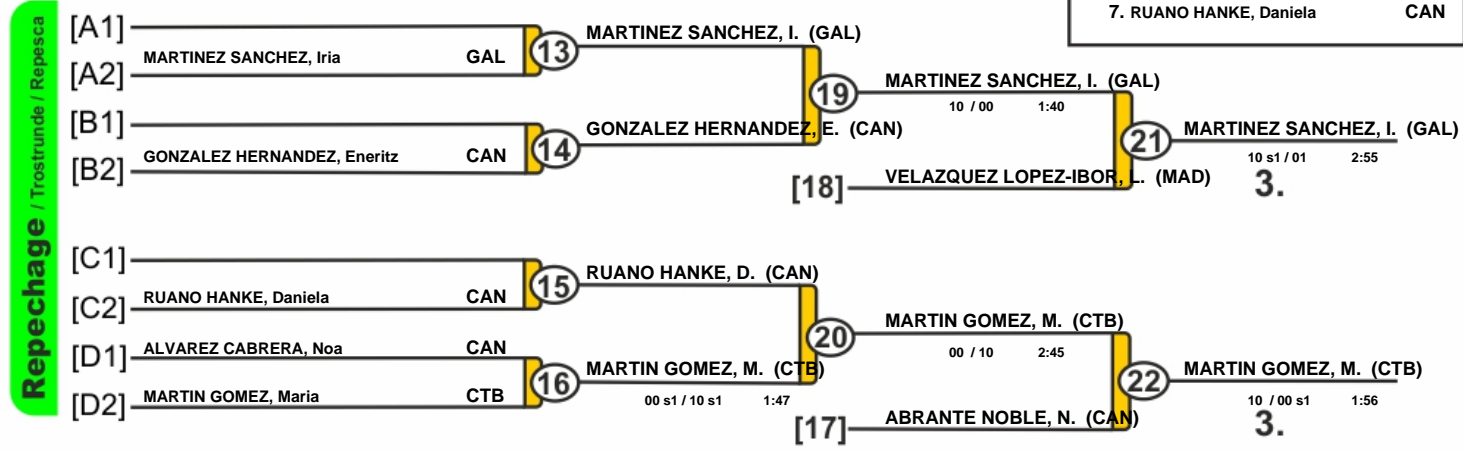 7. RUANO HANKE, Daniela CAN
Repechage / Trostrunde / Repesca
[A1]
MARTINEZ SANCHEZ, Iria GAL
[A2]
13
MARTINEZ SANCHEZ, I. (GAL)
[B1]
GONZALEZ HERNANDEZ, Eneritz CAN
[B2]
14
GONZALEZ HERNANDEZ, E. (CAN)
19
MARTINEZ SANCHEZ, I. (GAL)
10 / 00 1:40
[18]
VELAZQUEZ LOPEZ-IBOR, L. (MAD)
21
MARTINEZ SANCHEZ, I. (GAL)
10 s1 / 01 2:55
3.
[C1]
RUANO HANKE, Daniela CAN
[C2]
15
RUANO HANKE, D. (CAN)
[D1]
ALVAREZ CABRERA, Noa CAN
MARTIN GOMEZ, Maria CTB
[D2]
16
MARTIN GOMEZ, M. (CTB)
00 s1 / 10 s1 1:47
20
MARTIN GOMEZ, M. (CTB)
00 / 10 2:45
[17]
ABRANTE NOBLE, N. (CAN)
22
MARTIN GOMEZ, M. (CTB)
10 / 00 s1 1:56
3.